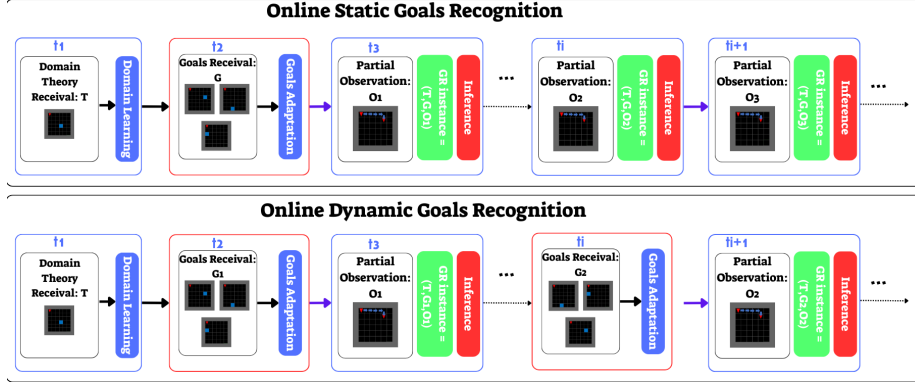 Online Static Goals Recognition
t1
Domain
Theory
Receival: T
Domain Learning
t2
Goals Receival:
G
Goals Adaptation
t3
Partial
Observation:
O1
GR instance =
(T,G,O1)
Inference
...
ti
Partial
Observation:
O2
GR instance =
(T,G,O2)
Inference
ti+1
Partial
Observation:
O3
GR instance =
(T,G,O3)
Inference
...
Online Dynamic Goals Recognition
t1
Domain
Theory
Receival: T
Domain Learning
t2
Goals Receival:
G1
Goals Adaptation
t3
Partial
Observation:
O1
GR instance =
(T,G1,O1)
Inference
...
ti
Goals Receival:
G2
Goals Adaptation
ti+1
Partial
Observation:
O2
GR instance =
(T,G2,O2)
Inference
...